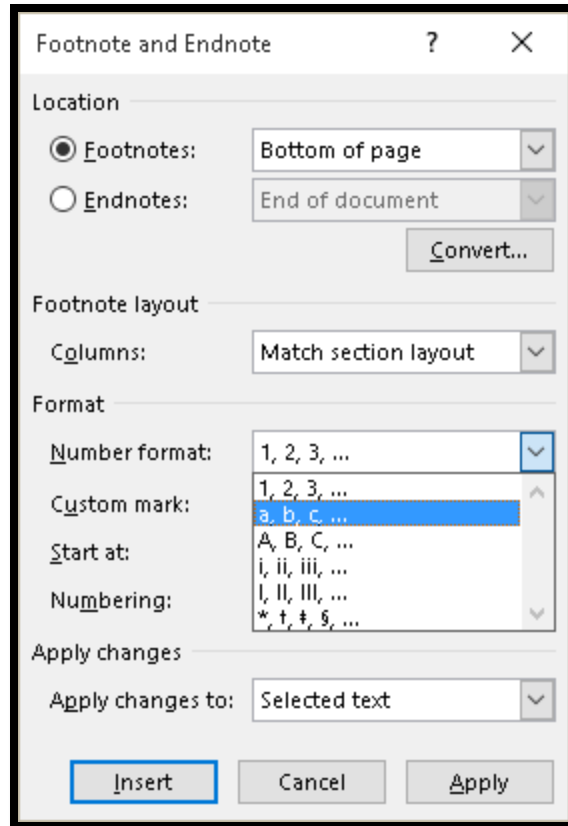 Footnote and Endnote ? ×
Location
Footnotes: Bottom of page
Endnotes: End of document
Convert...
Footnote layout
Columns: Match section layout
Format
Number format: 1, 2, 3, ...
1, 2, 3, ...
Custom mark:
a, b, c, ...
A, B, C, ...
Start at:
i, ii, iii, ...
I, II, III, ...
Numbering:
*, †, ‡, §, ...
Apply changes
Apply changes to: Selected text
Insert Cancel Apply